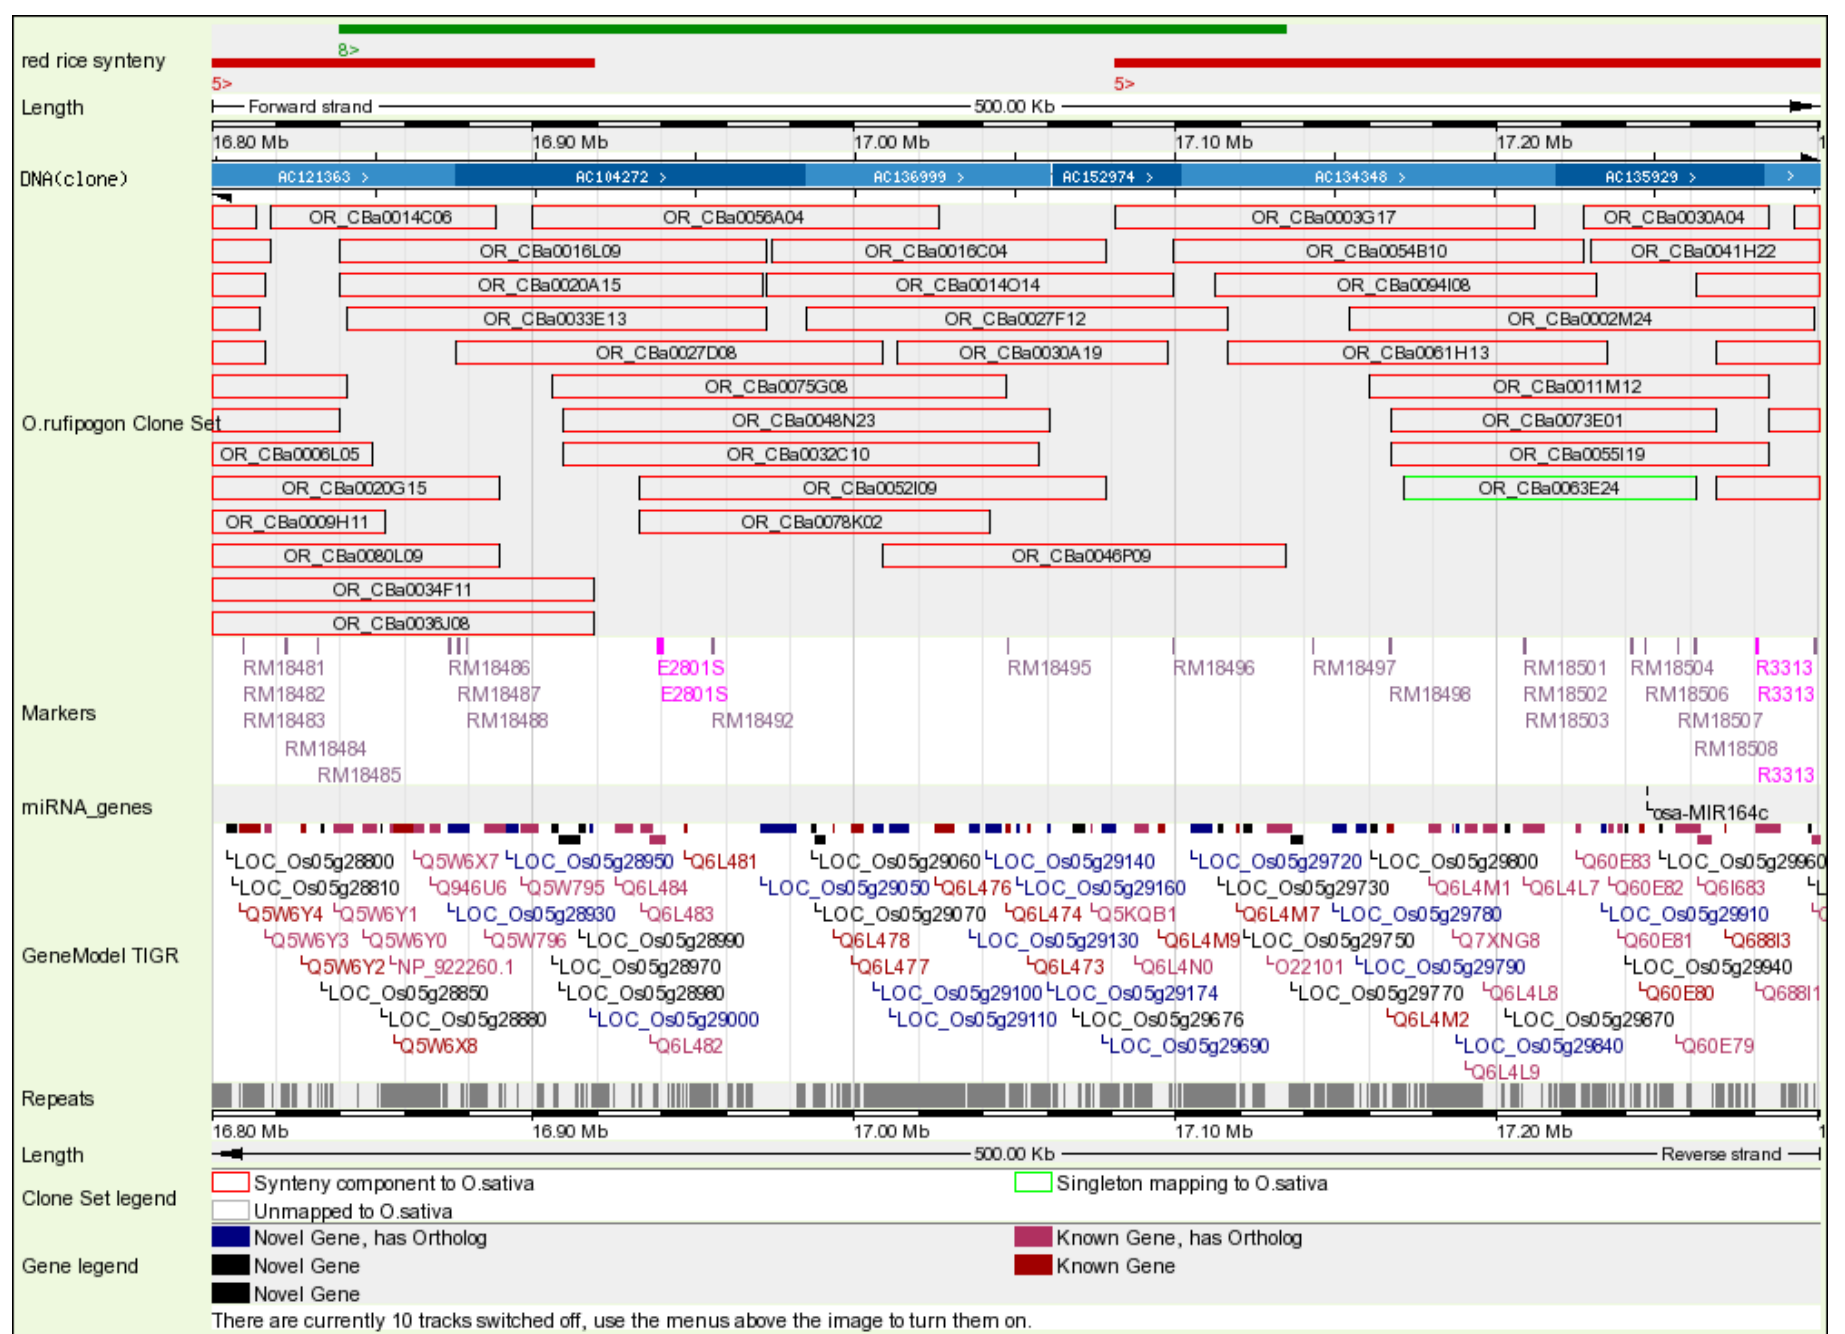 8>
red rice synteny
5> 5>
Length Forward strand 500.00 Kb
16.80 Mb 16.90 Mb 17.00 Mb 17.10 Mb 17.20 Mb 1
DNA(clone) AC121363 > AC104272 > AC136999 > AC152974 > AC134348 > AC135929 > >
OR_CBa0014C06 OR_CBa0056A04 OR_CBa0003G17 OR_CBa0030A04
OR_CBa0016L09 OR_CBa0016C04 OR_CBa0054B10 OR_CBa0041H22
OR_CBa0020A15 OR_CBa0014O14 OR_CBa0094I08
OR_CBa0033E13 OR_CBa0027F12 OR_CBa0002M24
OR_CBa0027D08 OR_CBa0030A19 OR_CBa0061H13
OR_CBa0075G08 OR_CBa0011M12
O.rufipogon Clone Set OR_CBa0048N23 OR_CBa0073E01
OR_CBa0006L05 OR_CBa0032C10 OR_CBa0055I19
OR_CBa0020G15 OR_CBa0052I09 OR_CBa0063E24
OR_CBa0009H11 OR_CBa0078K02
OR_CBa0080L09 OR_CBa0046P09
OR_CBa0034F11
OR_CBa0036J08
RM18481 RM18486 E2801S RM18495 RM18496 RM18497 RM18501 RM18504 R3313
RM18482 RM18487 E2801S RM18498 RM18502 RM18506 R3313
Markers RM18483 RM18488 RM18492 RM18503 RM18507
RM18484 RM18508
RM18485 R3313
miRNA_genes osa-MIR164c
LOC_Os05g28800 Q5W6X7 LOC_Os05g28950 Q6L481 LOC_Os05g29060 LOC_Os05g29140 LOC_Os05g29720 LOC_Os05g29800 Q60E83 LOC_Os05g29960
LOC_Os05g28810 Q946U6 Q5W795 Q6L484 LOC_Os05g29050 Q6L476 LOC_Os05g29160 LOC_Os05g29730 Q6L4M1 Q6L4L7 Q60E82 Q6I683 L
Q5W6Y4 Q5W6Y1 LOC_Os05g28930 Q6L483 LOC_Os05g29070 Q6L474 Q5KQB1 Q6L4M7 LOC_Os05g29780 LOC_Os05g29910
Q5W6Y3 Q5W6Y0 Q5W796 LOC_Os05g28990 Q6L478 LOC_Os05g29130 Q6L4M9 LOC_Os05g29750 Q7XNG8 Q60E81 Q688I3
GeneModel TIGR Q5W6Y2 NP_922260.1 LOC_Os05g28970 Q6L477 Q6L473 Q6L4N0 O22101 LOC_Os05g29790 LOC_Os05g29940
LOC_Os05g28850 LOC_Os05g28980 LOC_Os05g29100 LOC_Os05g29174 LOC_Os05g29770 Q6L4L8 Q60E80 Q688I1
LOC_Os05g28880 LOC_Os05g29000 LOC_Os05g29110 LOC_Os05g29676 Q6L4M2 LOC_Os05g29870
Q5W6X8 Q6L482 LOC_Os05g29690 LOC_Os05g29840 Q60E79
Q6L4L9
Repeats
16.80 Mb 16.90 Mb 17.00 Mb 17.10 Mb 17.20 Mb 1
Length 500.00 Kb Reverse strand
Clone Set legend Synteny component to O.sativa Singleton mapping to O.sativa
Unmapped to O.sativa
Novel Gene, has Ortholog Known Gene, has Ortholog
Gene legend Novel Gene Known Gene
Novel Gene
There are currently 10 tracks switched off, use the menus above the image to turn them on.